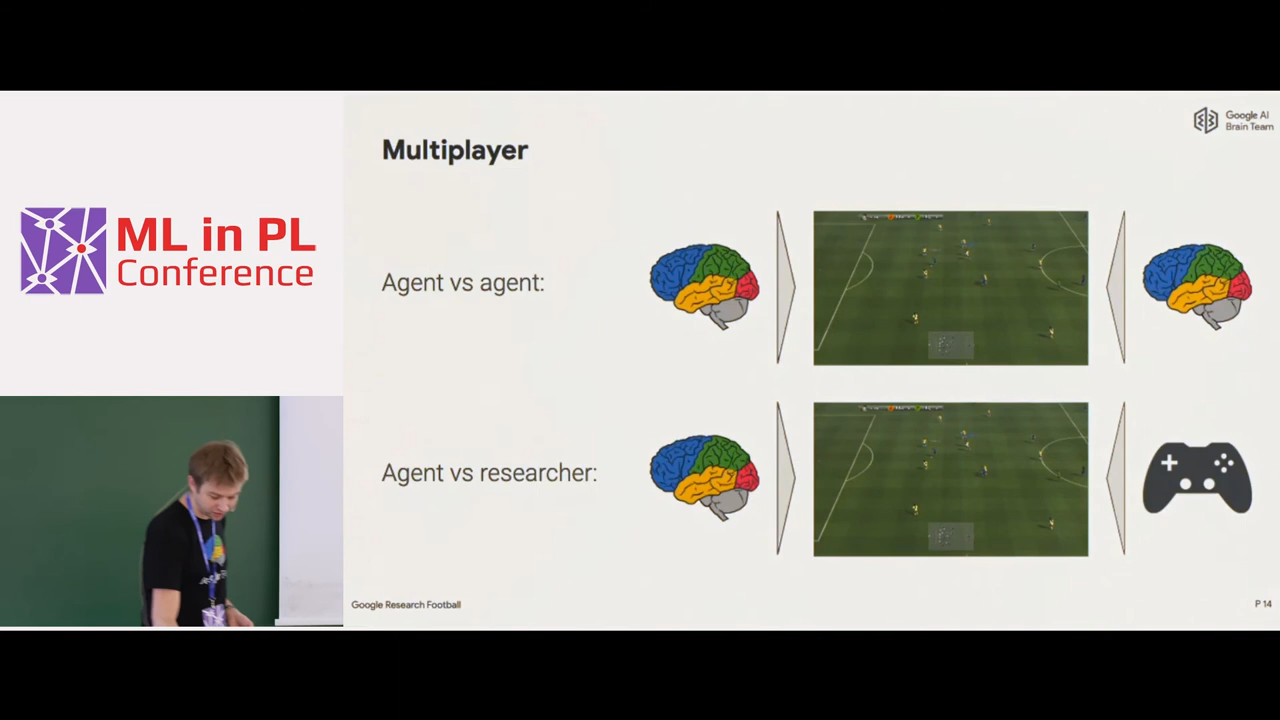 ML in PL
Conference
Google AI
Brain Team
Multiplayer
Agent vs agent:
Agent vs researcher:
Google Research Football
P 14